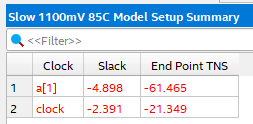 Slow 1100mV 85C Model Setup Summary
<<Filter>>
Clock Slack End Point TNS
1 a[1] -4.898 -61.465
2 clock -2.391 -21.349